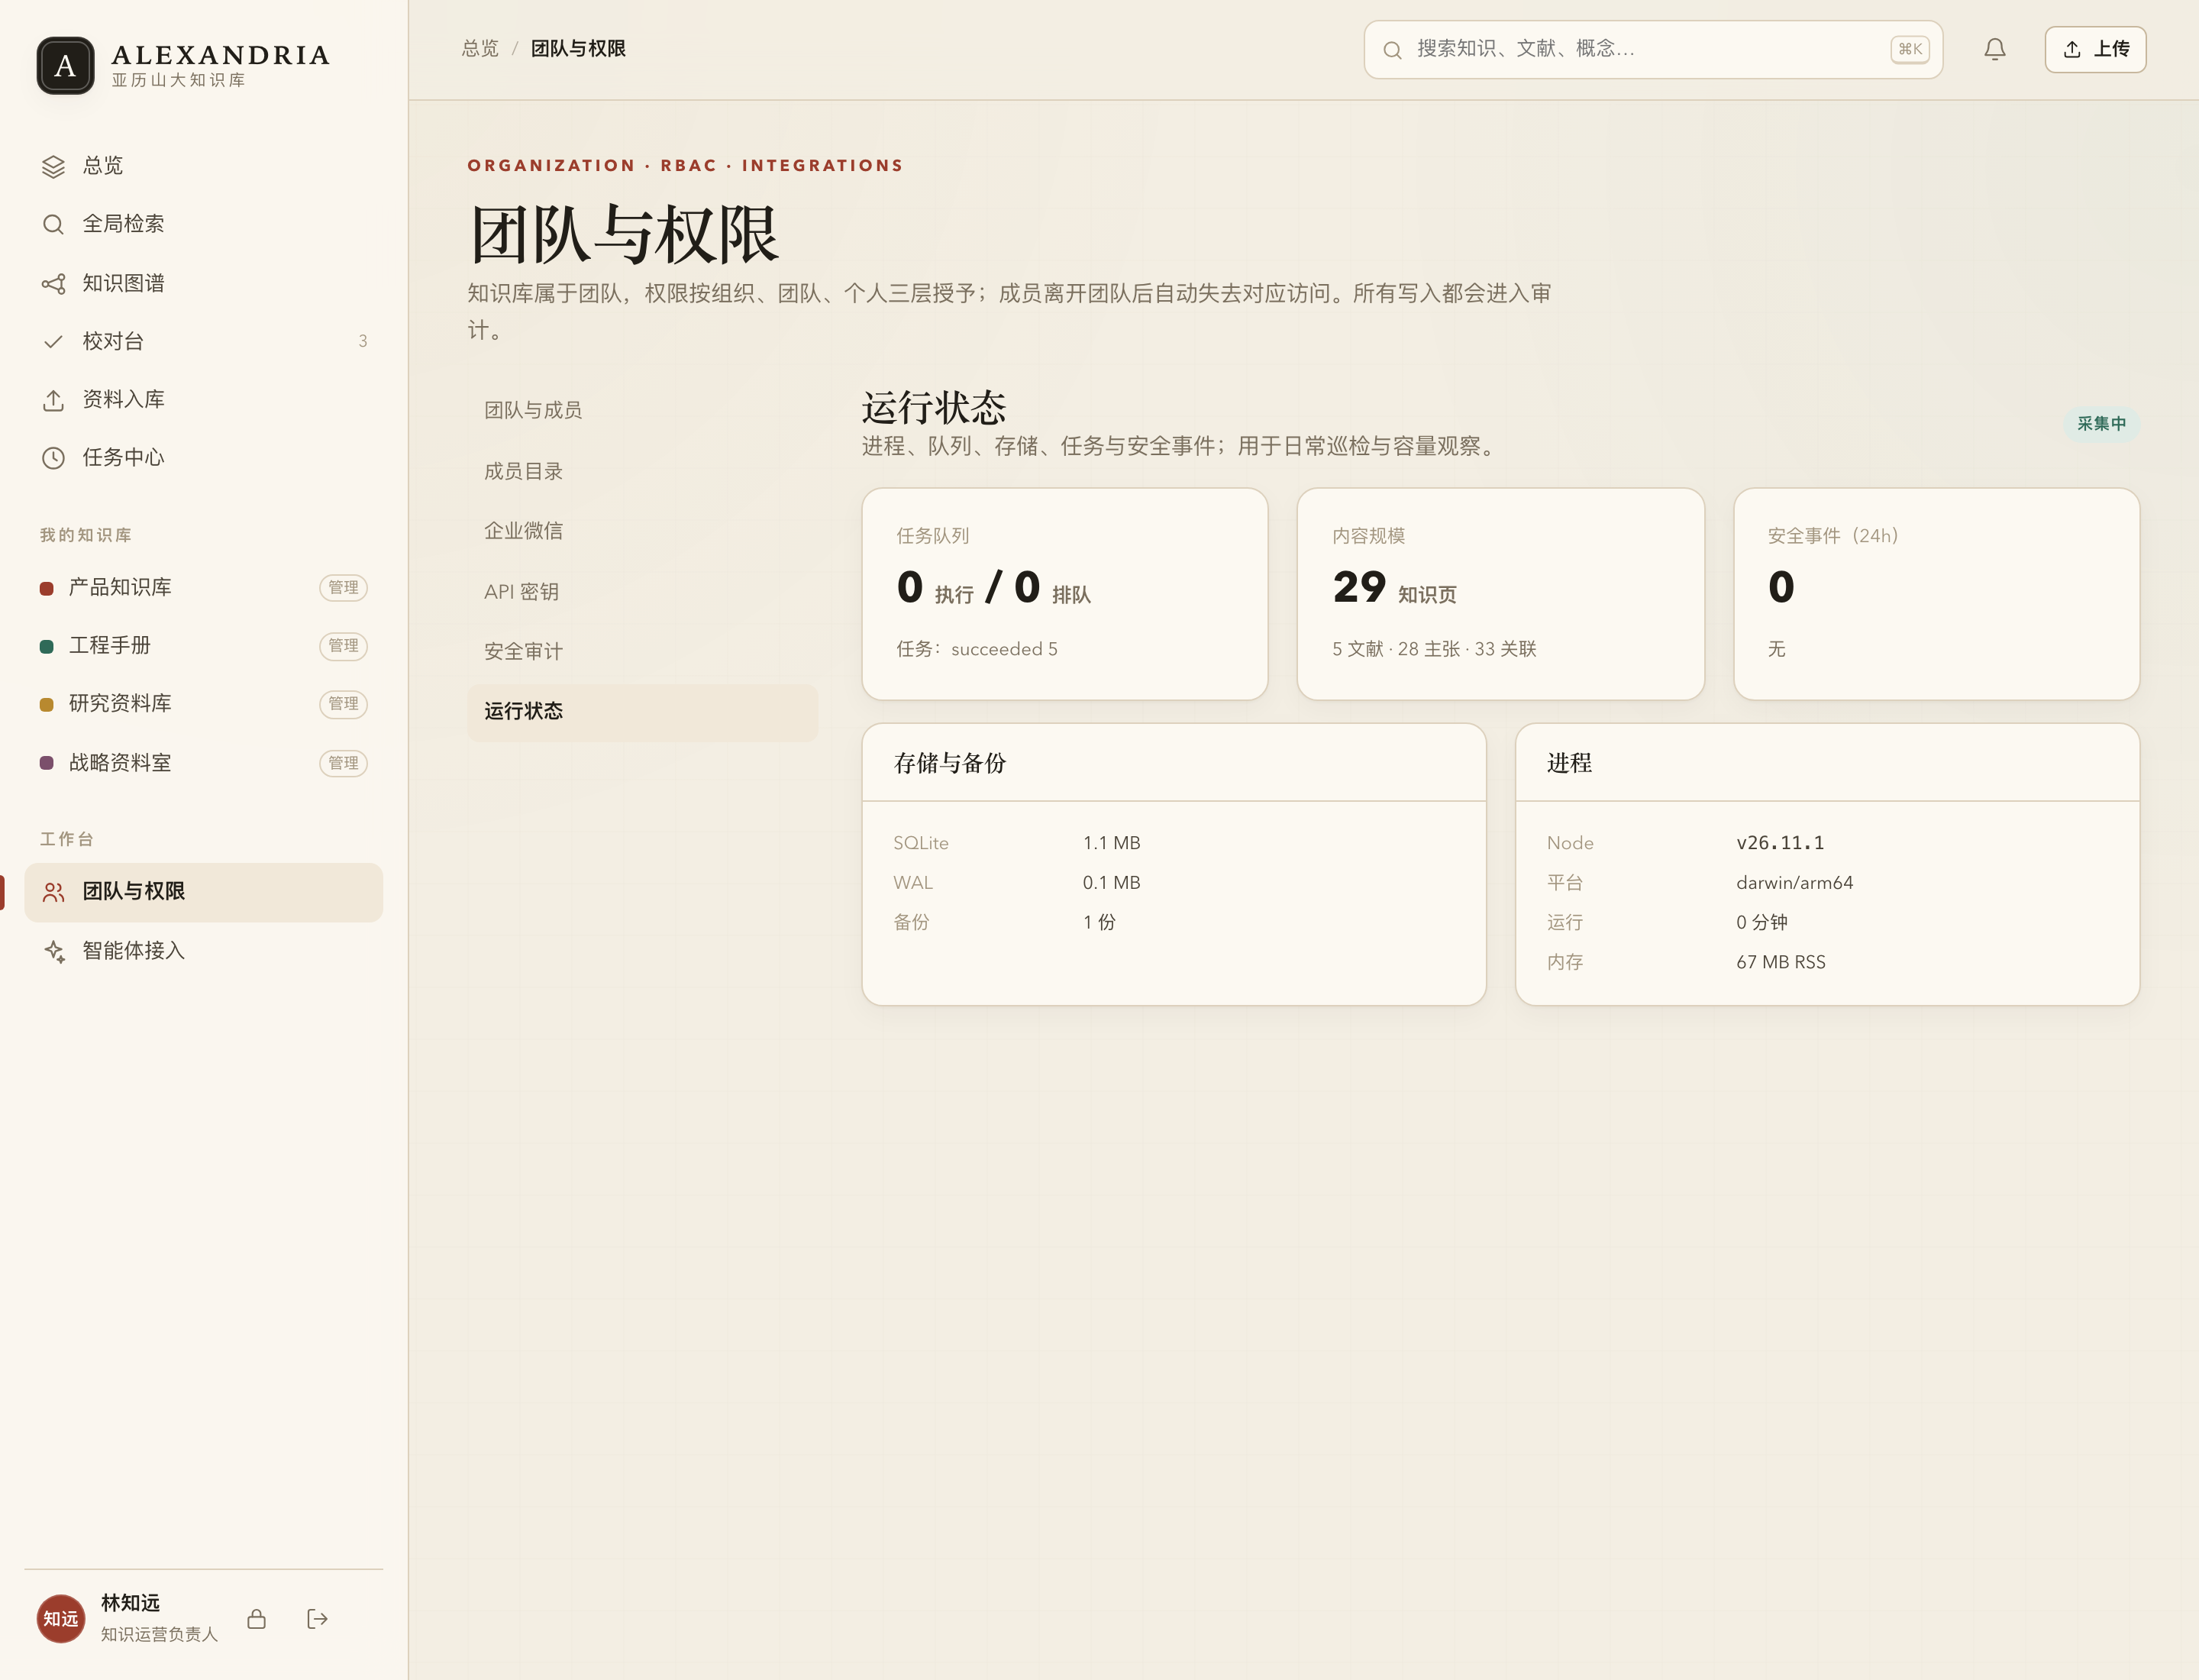 A
ALEXANDRIA
亚历山大知识库
总览
全局检索
知识图谱
校对台 3
资料入库
任务中心
我的知识库
产品知识库 管理
工程手册 管理
研究资料库 管理
战略资料室 管理
工作台
团队与权限
智能体接入
知远
林知远
知识运营负责人
总览 / 团队与权限
搜索知识、文献、概念… ⌘K
上传
ORGANIZATION · RBAC · INTEGRATIONS
团队与权限
知识库属于团队，权限按组织、团队、个人三层授予；成员离开团队后自动失去对应访问。所有写入都会进入审
计。
团队与成员
成员目录
企业微信
API 密钥
安全审计
运行状态
运行状态
进程、队列、存储、任务与安全事件；用于日常巡检与容量观察。
采集中
任务队列
0 执行 / 0 排队
任务：succeeded 5
内容规模
29 知识页
5 文献 · 28 主张 · 33 关联
安全事件（24h）
0
无
存储与备份
SQLite 1.1 MB
WAL 0.1 MB
备份 1 份
进程
Node v26.11.1
平台 darwin/arm64
运行 0 分钟
内存 67 MB RSS